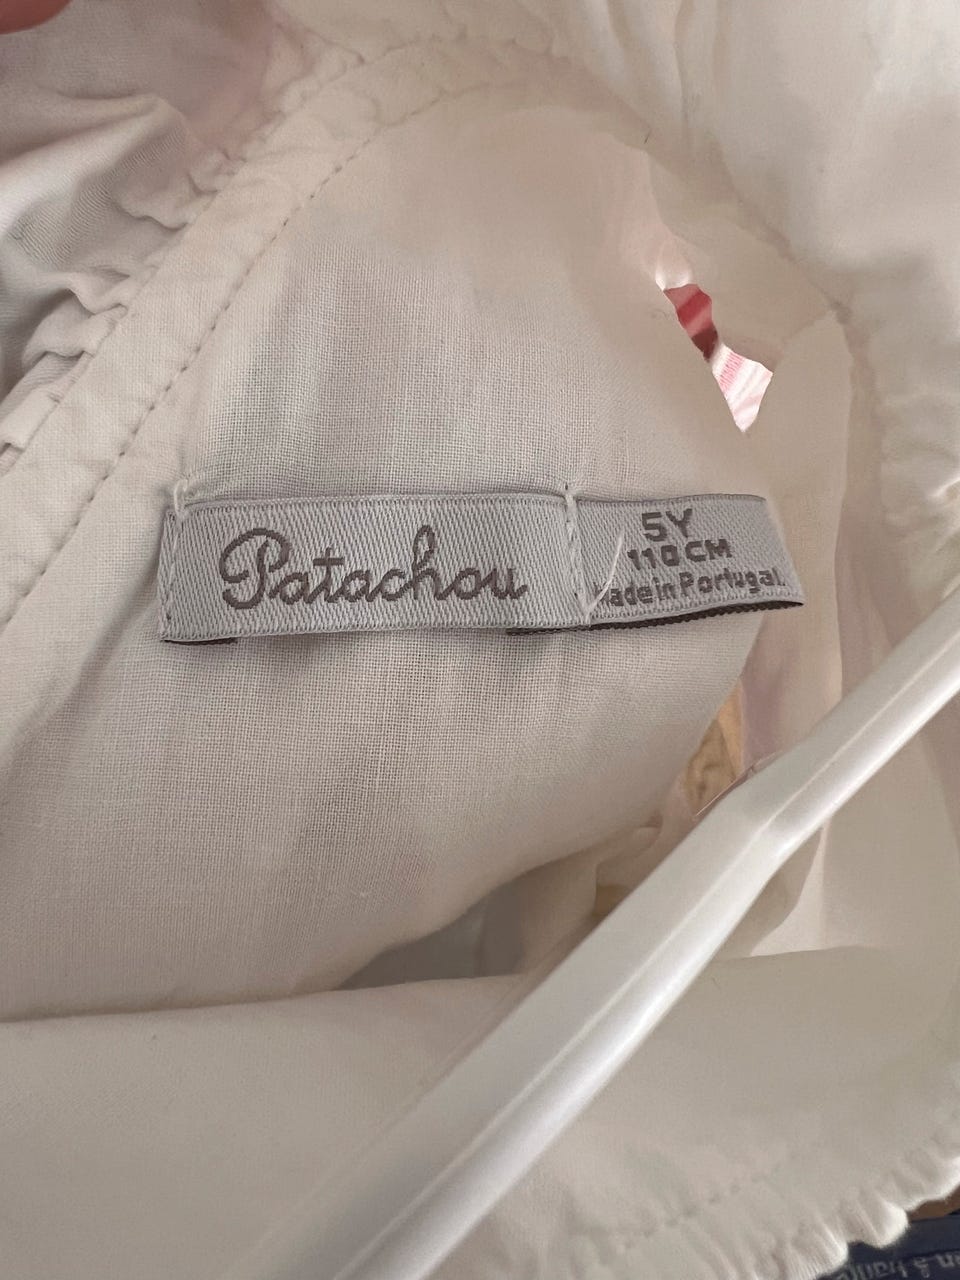 Patachou
5Y
110 CM
Made in Portugal